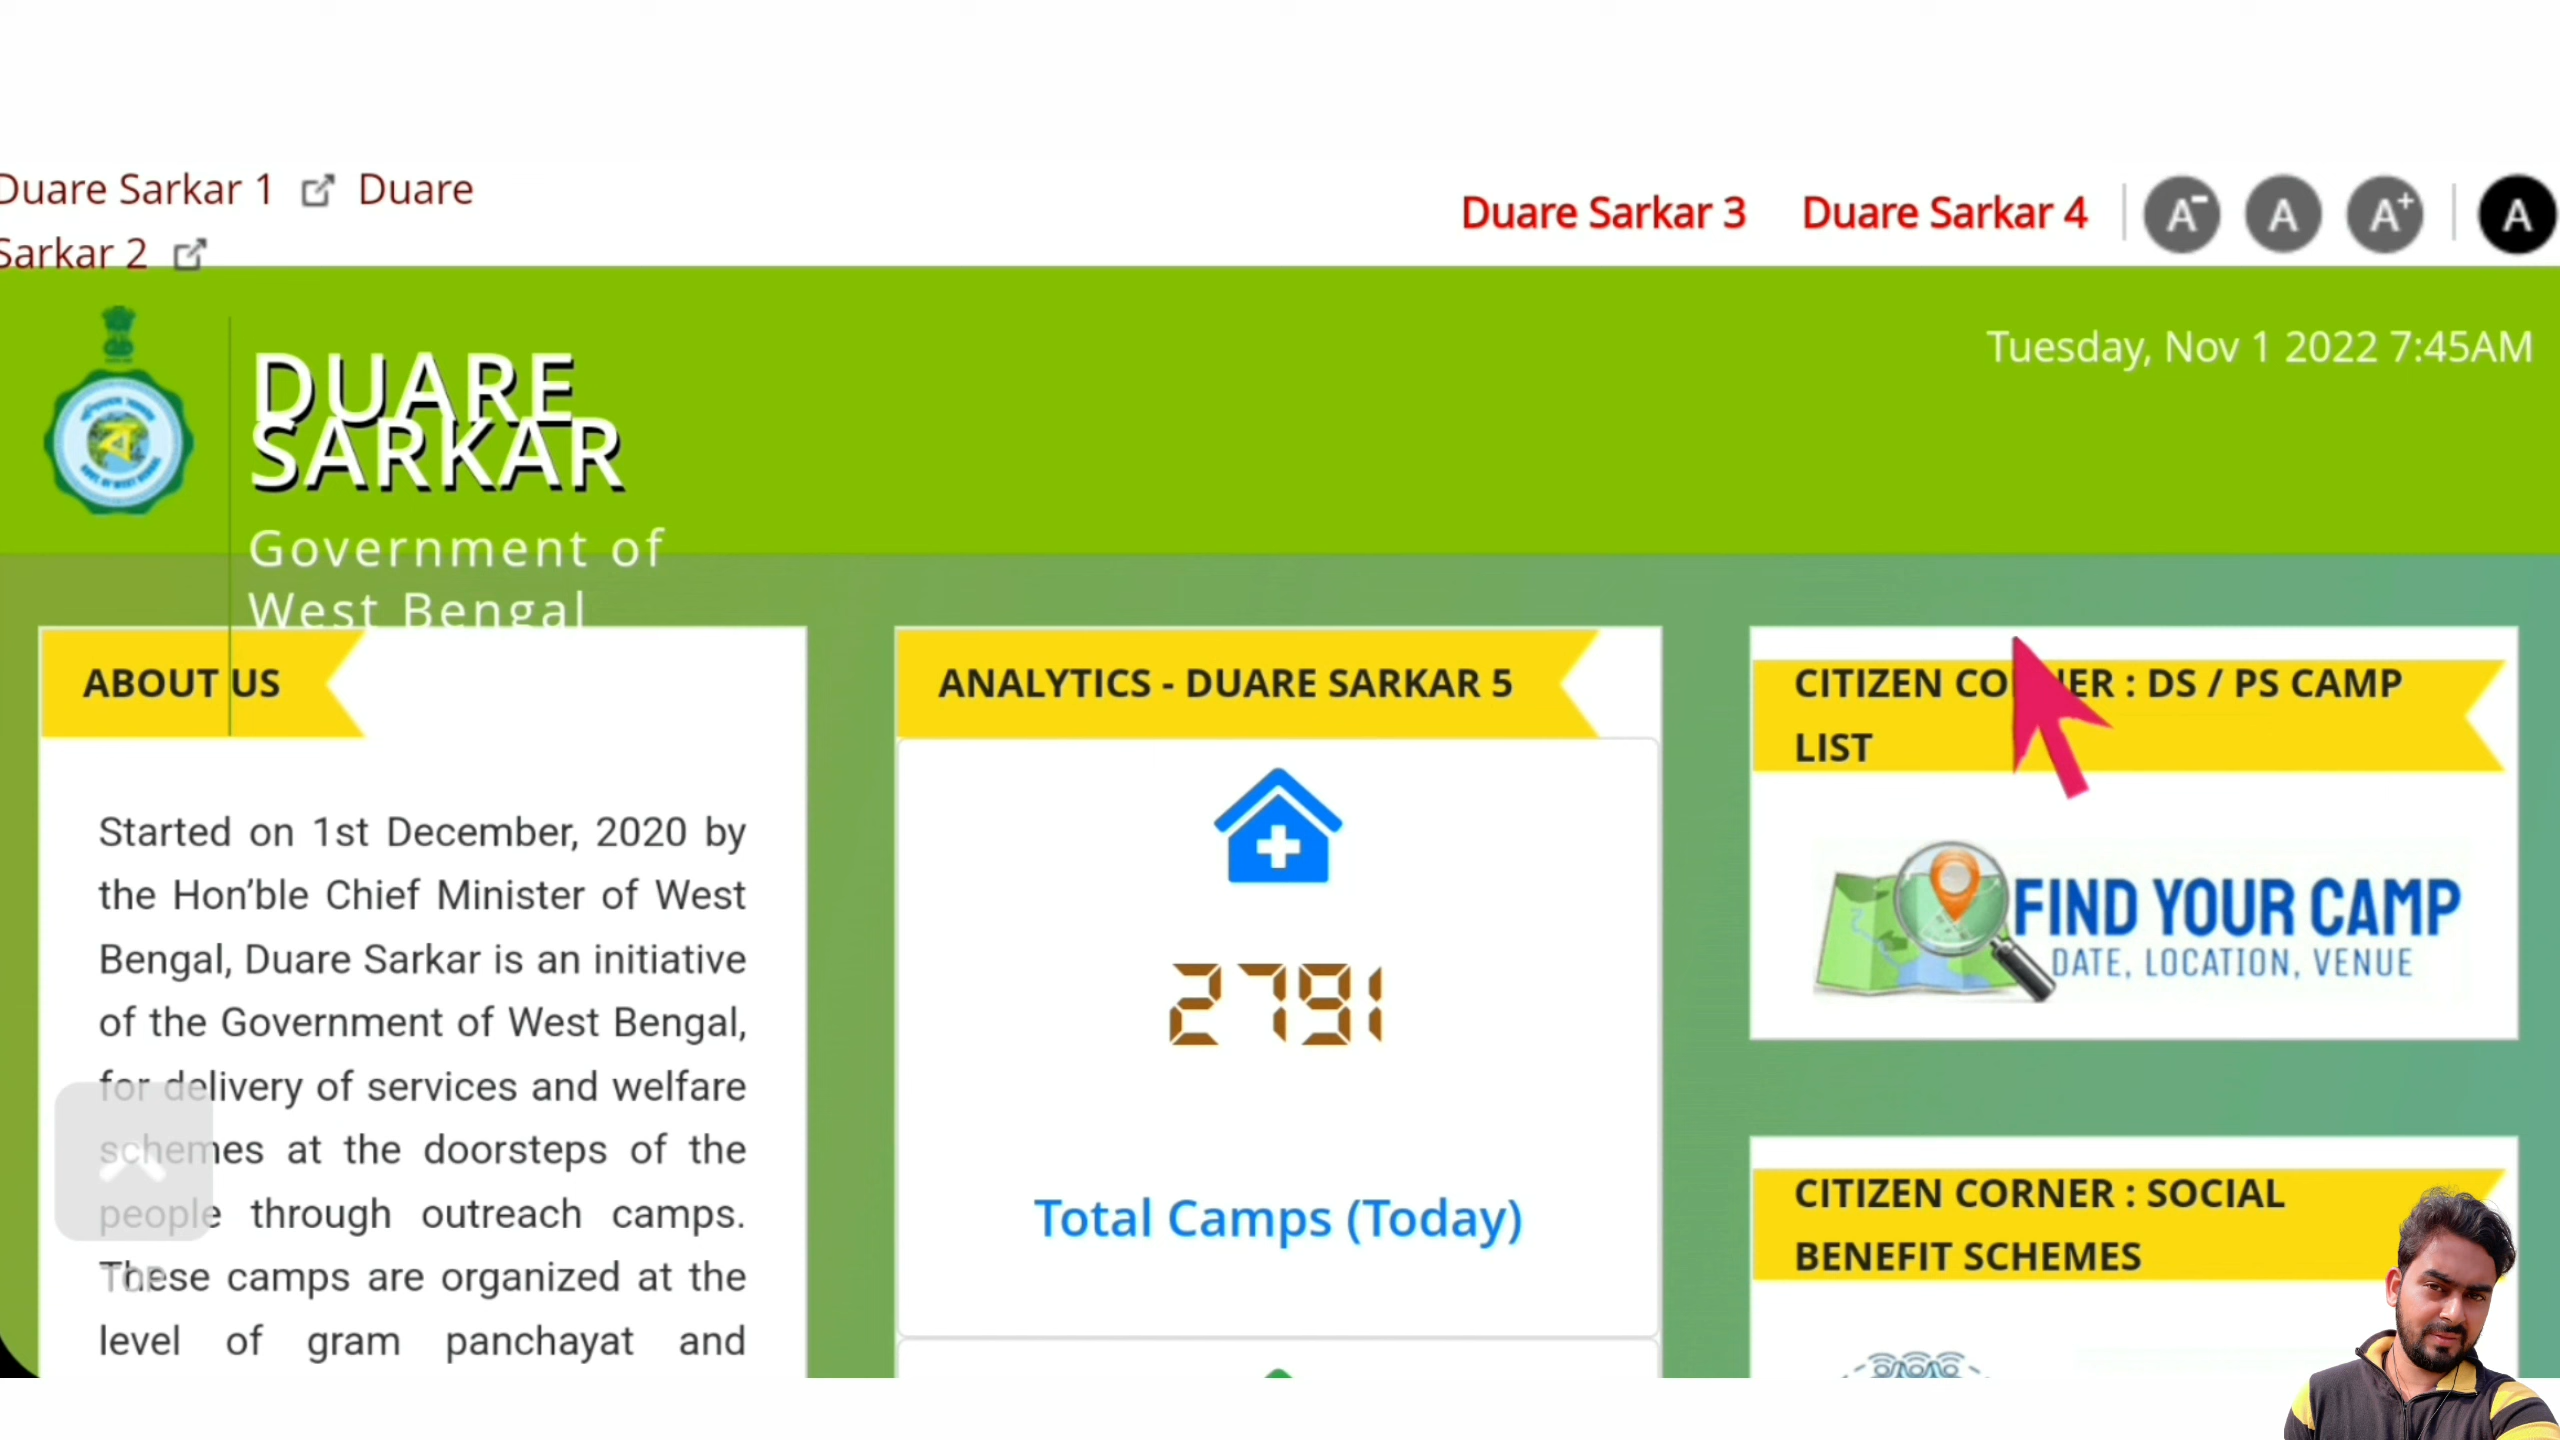 Duare Sarkar 1 Duare
Sarkar 2
Duare Sarkar 3 Duare Sarkar 4 A- A A+ A
DUARE
SARKAR
Government of
West Bengal
Tuesday, Nov 1 2022 7:45AM
ABOUT US
Started on 1st December, 2020 by
the Hon’ble Chief Minister of West
Bengal, Duare Sarkar is an initiative
of the Government of West Bengal,
for delivery of services and welfare
schemes at the doorsteps of the
people through outreach camps.
These camps are organized at the
level of gram panchayat and
TOP
ANALYTICS - DUARE SARKAR 5
2791
Total Camps (Today)
CITIZEN CORNER : DS / PS CAMP
LIST
FIND YOUR CAMP
DATE, LOCATION, VENUE
CITIZEN CORNER : SOCIAL
BENEFIT SCHEMES